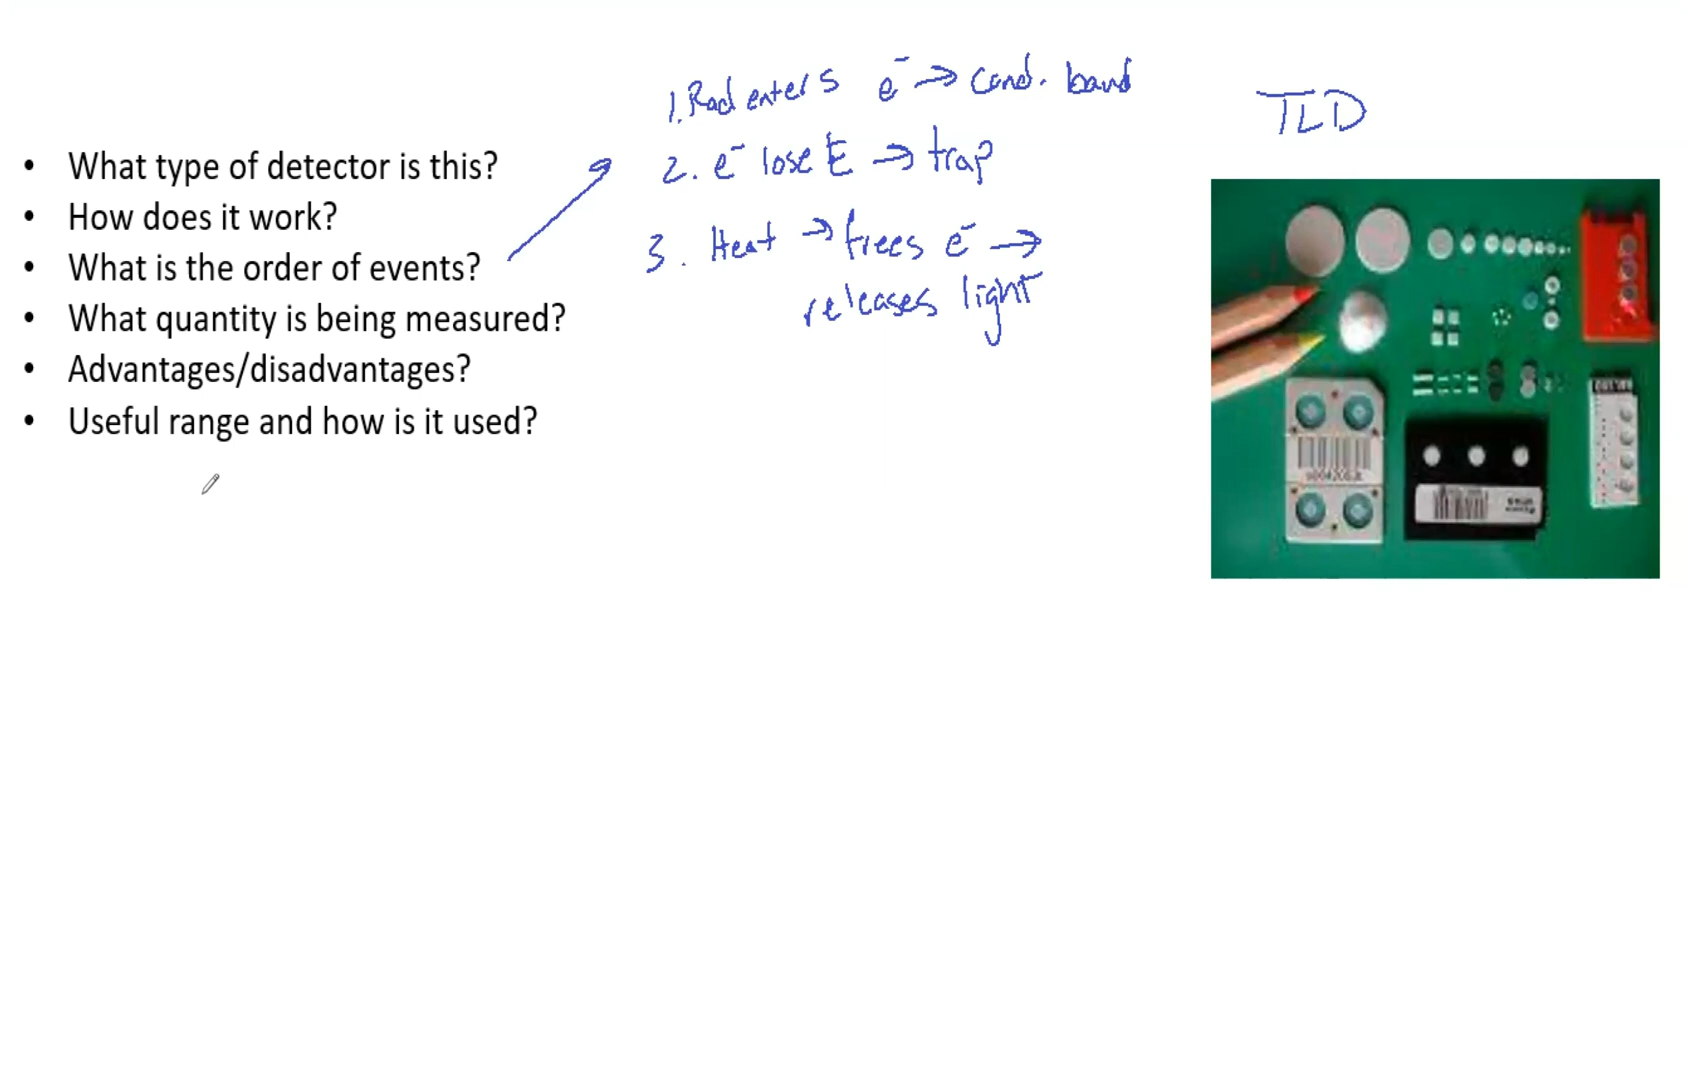 1. Rad enters e⁻ → cond. band
TLD
• What type of detector is this?
2. e⁻ lose E → trap
• How does it work?
3. Heat → frees e⁻ →
• What is the order of events?
releases light
• What quantity is being measured?
• Advantages/disadvantages?
• Useful range and how is it used?